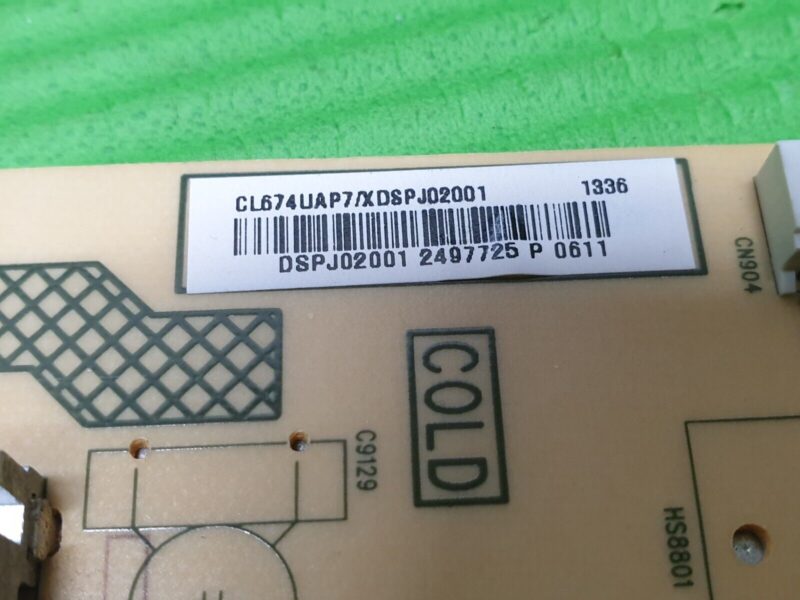 CL674UAP7/XDSPJ02001 1336
DSPJ02001 2497725 P 0611
CN904
COLD
C9129
HS8801